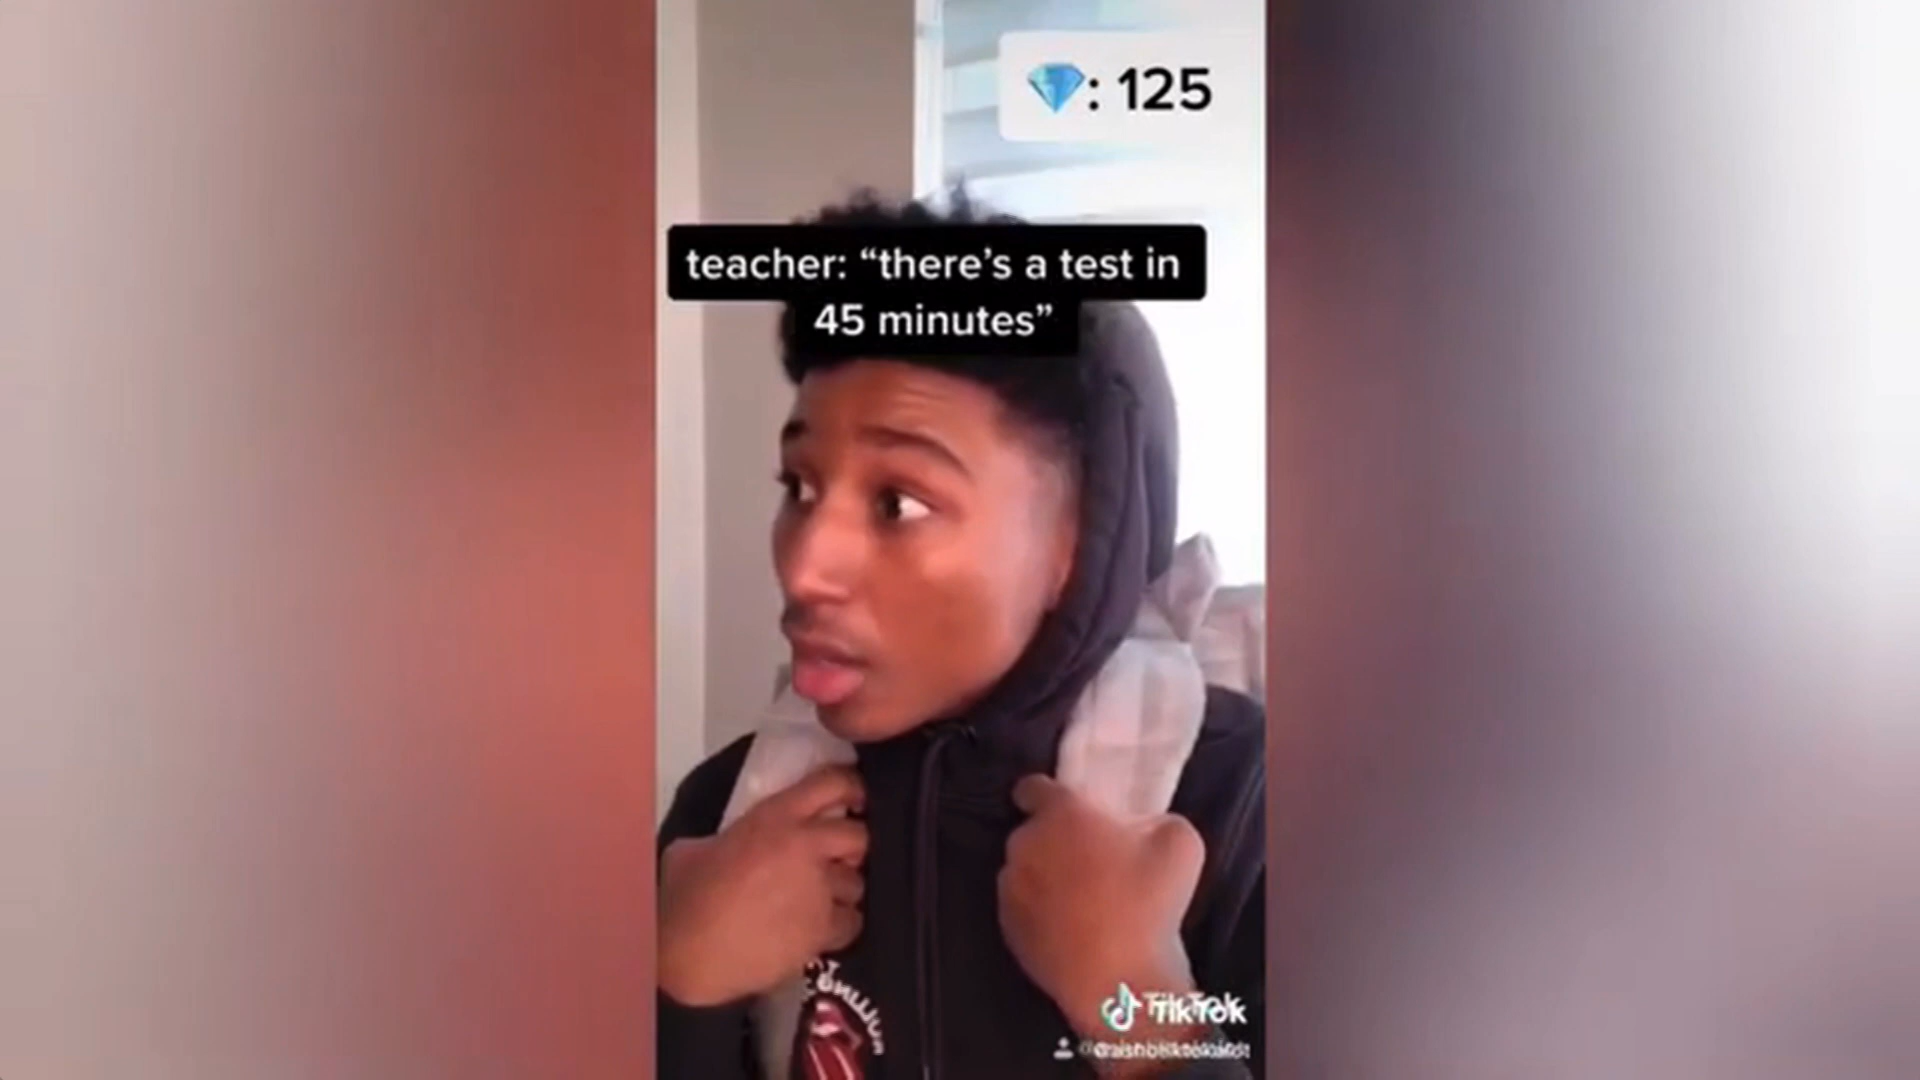 💎: 125
teacher: “there’s a test in
45 minutes”
TikTok